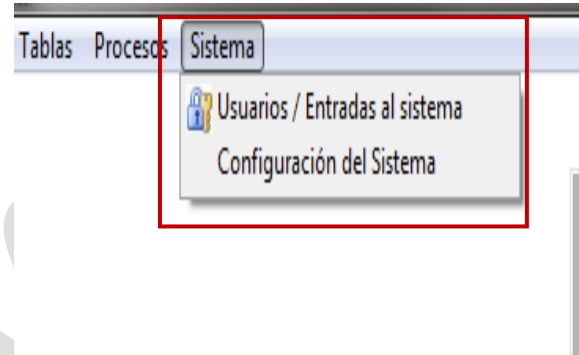 Tablas Procesos Sistema
Usuarios / Entradas al sistema
Configuración del Sistema